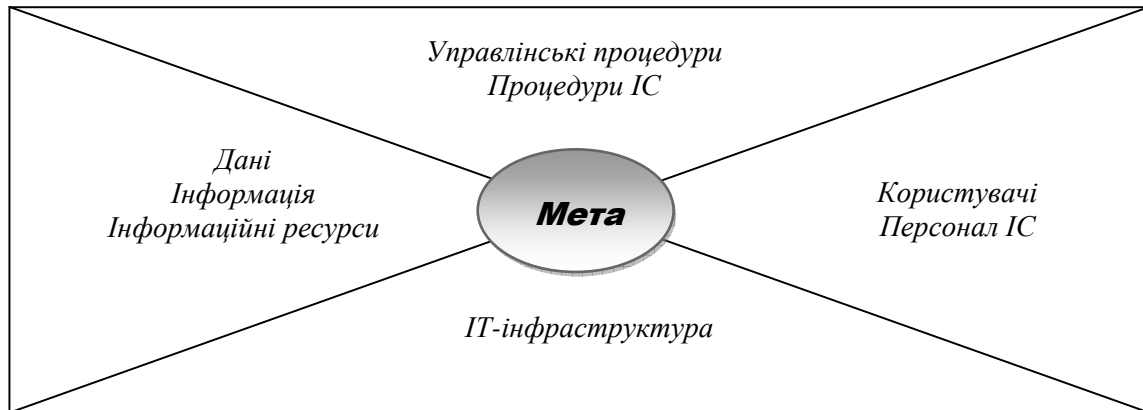 Управлінські процедури
Процедури ІС
Дані
Інформація
Інформаційні ресурси
Мета
Користувачі
Персонал ІС
ІТ-інфраструктура